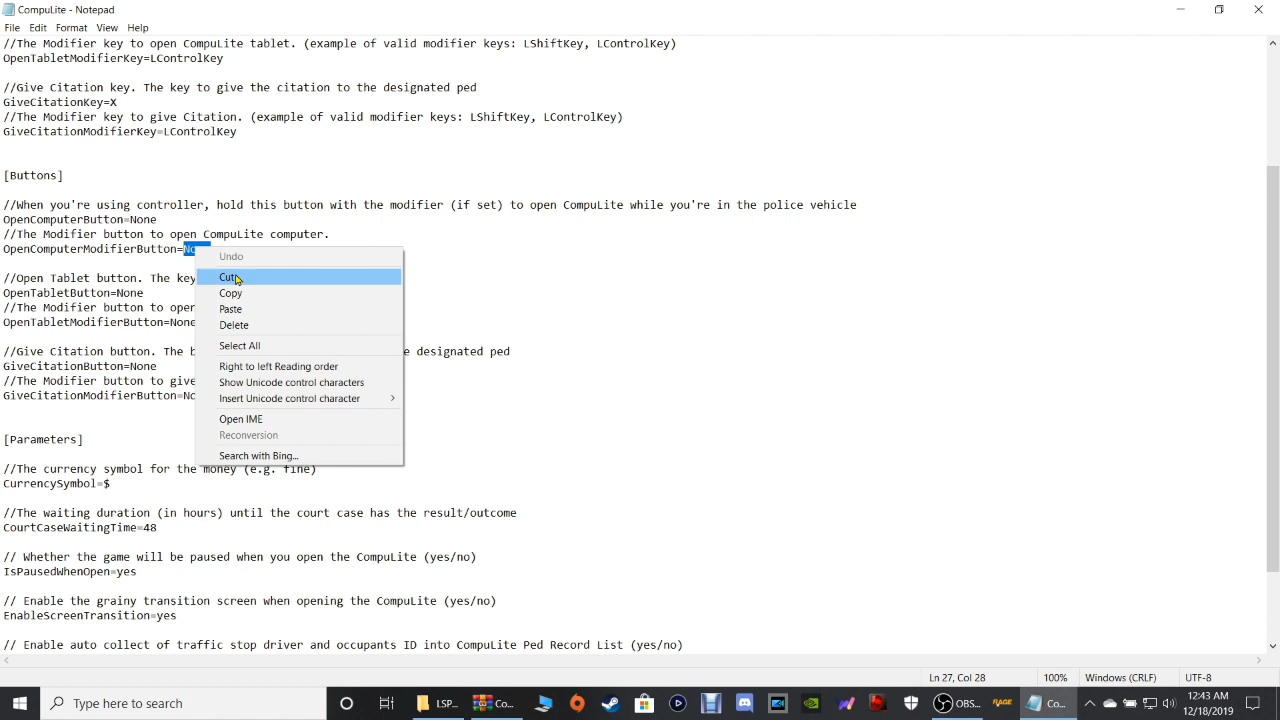 CompuLite - Notepad
File Edit Format View Help
//The Modifier key to open CompuLite tablet. (example of valid modifier keys: LShiftKey, LControlKey)
OpenTabletModifierKey=LControlKey
//Give Citation key. The key to give the citation to the designated ped
GiveCitationKey=X
//The Modifier key to give Citation. (example of valid modifier keys: LShiftKey, LControlKey)
GiveCitationModifierKey=LControlKey
[Buttons]
//When you're using controller, hold this button with the modifier (if set) to open CompuLite while you're in the police vehicle
OpenComputerButton=None
//The Modifier button to open CompuLite computer.
OpenComputerModifierButton=No
Undo
//Open Tablet button. The key
Cut
OpenTabletButton=None
Copy
//The Modifier button to oper
Paste
OpenTabletModifierButton=None
Delete
Select All
//Give Citation button. The b
e designated ped
GiveCitationButton=None
Right to left Reading order
//The Modifier button to give
Show Unicode control characters
GiveCitationModifierButton=No
Insert Unicode control character >
Open IME
[Parameters]
Reconversion
Search with Bing...
//The currency symbol for the money (e.g. fine)
CurrencySymbol=$
//The waiting duration (in hours) until the court case has the result/outcome
CourtCaseWaitingTime=48
// Whether the game will be paused when you open the CompuLite (yes/no)
IsPausedWhenOpen=yes
// Enable the grainy transition screen when opening the CompuLite (yes/no)
EnableScreenTransition=yes
// Enable auto collect of traffic stop driver and occupants ID into CompuLite Ped Record List (yes/no)
Ln 27, Col 28 100% Windows (CRLF) UTF-8
Type here to search
LSP...
Co...
OBS...
RAGE
Co...
12:43 AM
12/18/2019